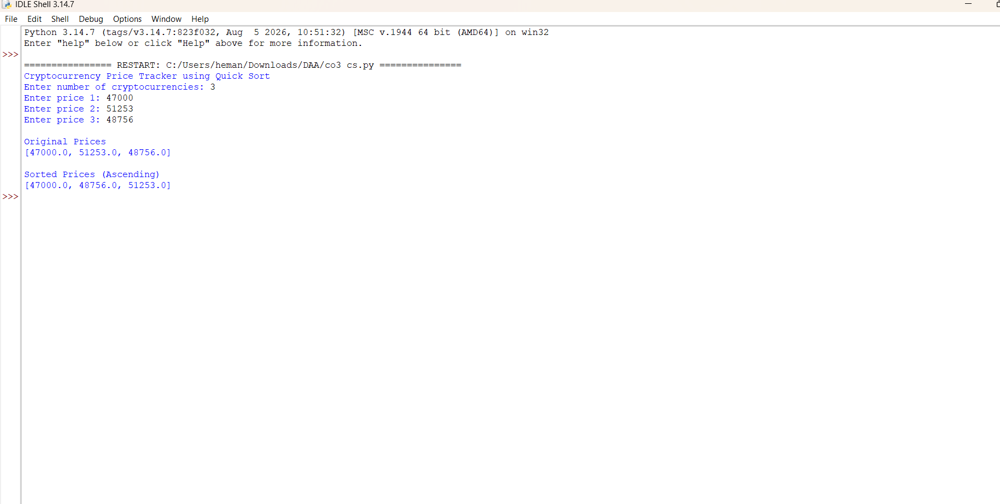 IDLE Shell 3.14.7
File Edit Shell Debug Options Window Help
Python 3.14.7 (tags/v3.14.7:823f032, Aug  5 2026, 10:51:32) [MSC v.1944 64 bit (AMD64)] on win32
Enter "help" below or click "Help" above for more information.
>>>
================ RESTART: C:/Users/heman/Downloads/DAA/co3 cs.py ===============
Cryptocurrency Price Tracker using Quick Sort
Enter number of cryptocurrencies: 3
Enter price 1: 47000
Enter price 2: 51253
Enter price 3: 48756
Original Prices
[47000.0, 51253.0, 48756.0]
Sorted Prices (Ascending)
[47000.0, 48756.0, 51253.0]
>>>